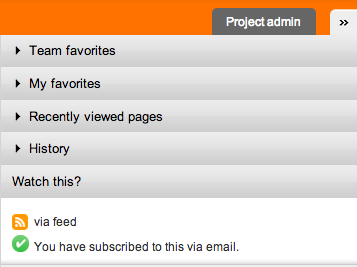 Project admin
»
Team favorites
My favorites
Recently viewed pages
History
Watch this?
via feed
You have subscribed to this via email.